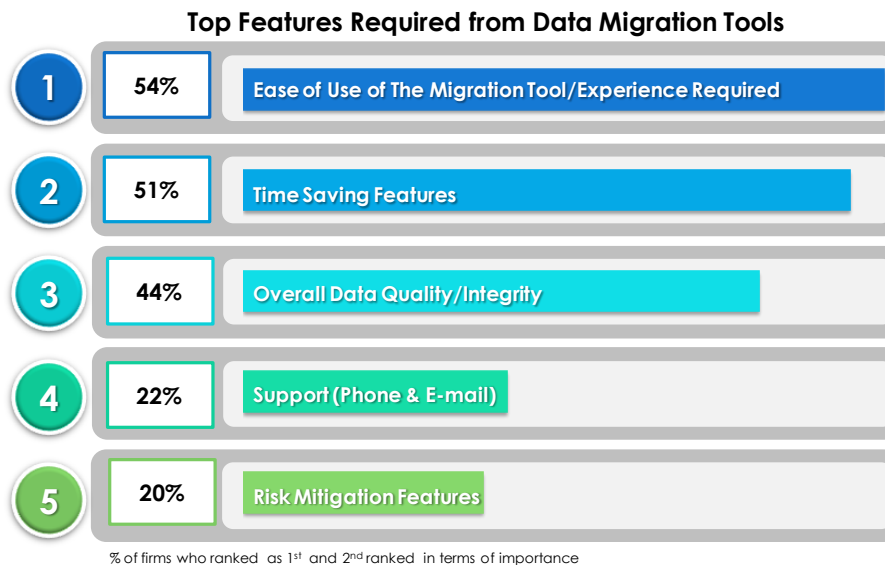 Top Features Required from Data Migration Tools
1
54%
Ease of Use of The Migration Tool/Experience Required
2
51%
Time Saving Features
3
44%
Overall Data Quality/Integrity
4
22%
Support (Phone & E-mail)
5
20%
Risk Mitigation Features
% of firms who ranked as 1st and 2nd ranked in terms of importance